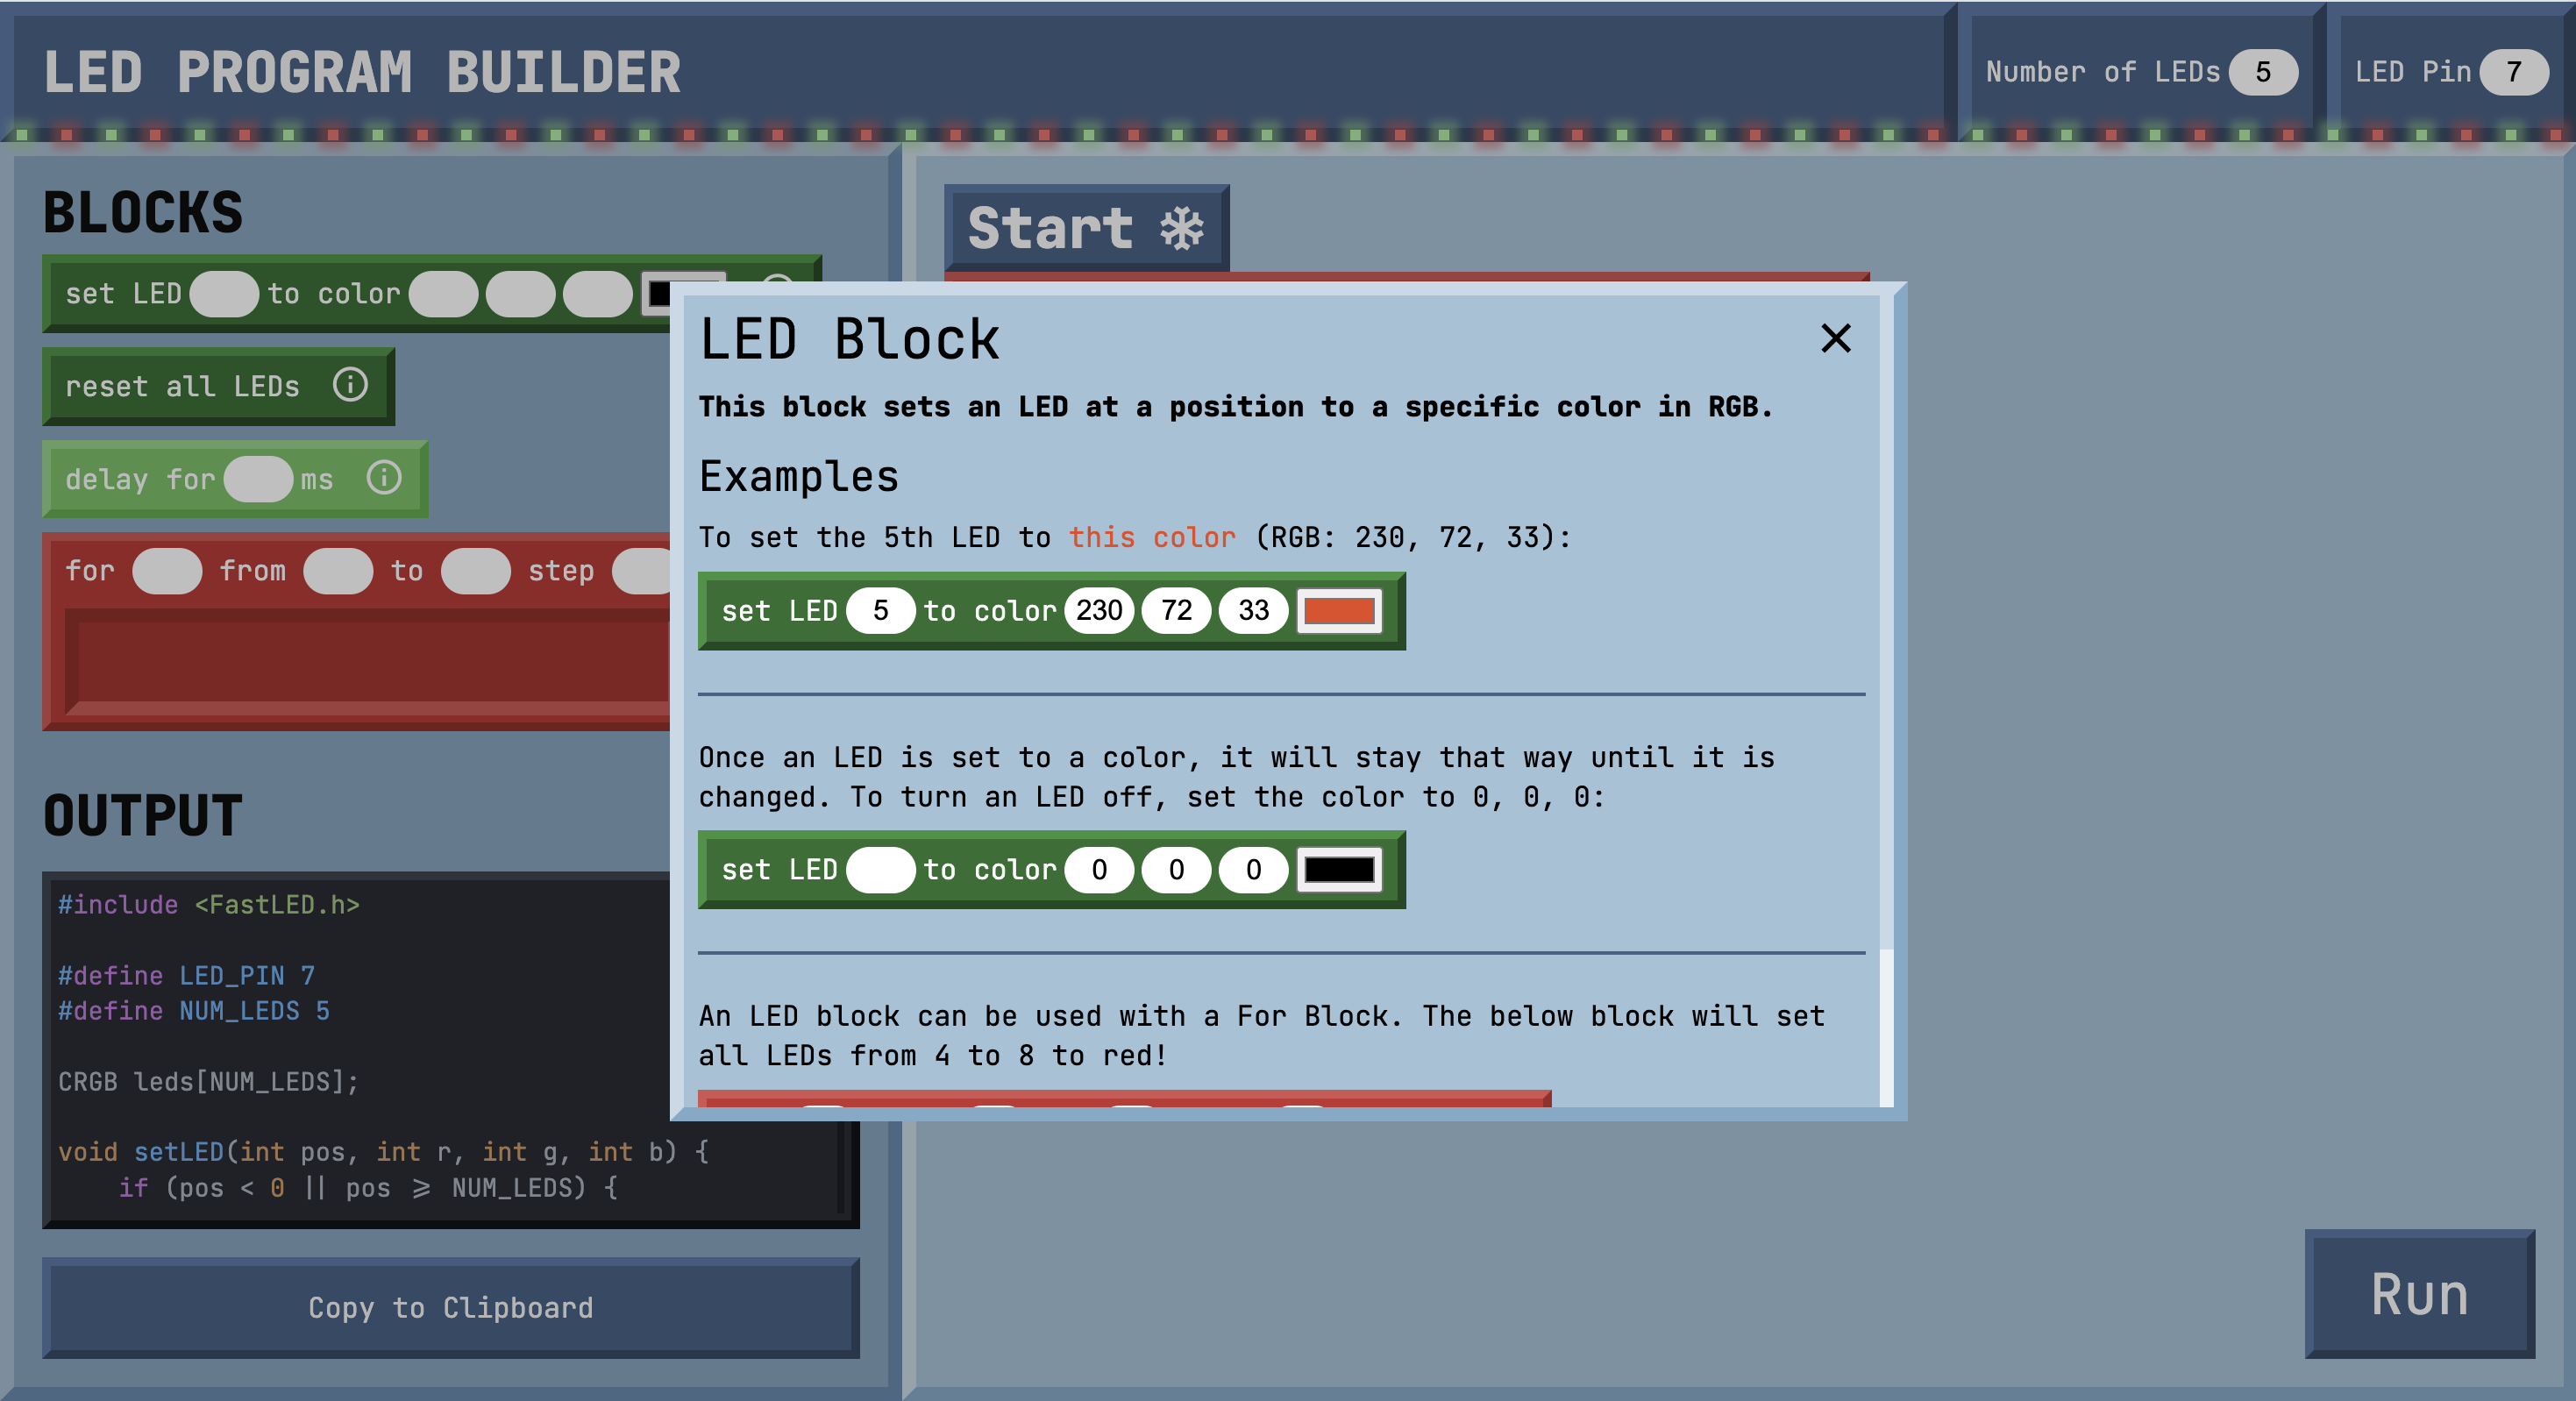 LED PROGRAM BUILDER
Number of LEDs 5
LED Pin 7
BLOCKS
set LED to color
reset all LEDs
delay for ms
for from to step
OUTPUT
#include <FastLED.h>
#define LED_PIN 7
#define NUM_LEDS 5
CRGB leds[NUM_LEDS];
void setLED(int pos, int r, int g, int b) {
if (pos < 0 || pos >= NUM_LEDS) {
Copy to Clipboard
Start
LED Block
This block sets an LED at a position to a specific color in RGB.
Examples
To set the 5th LED to this color (RGB: 230, 72, 33):
set LED 5 to color 230 72 33
Once an LED is set to a color, it will stay that way until it is
changed. To turn an LED off, set the color to 0, 0, 0:
set LED to color 0 0 0
An LED block can be used with a For Block. The below block will set
all LEDs from 4 to 8 to red!
Run